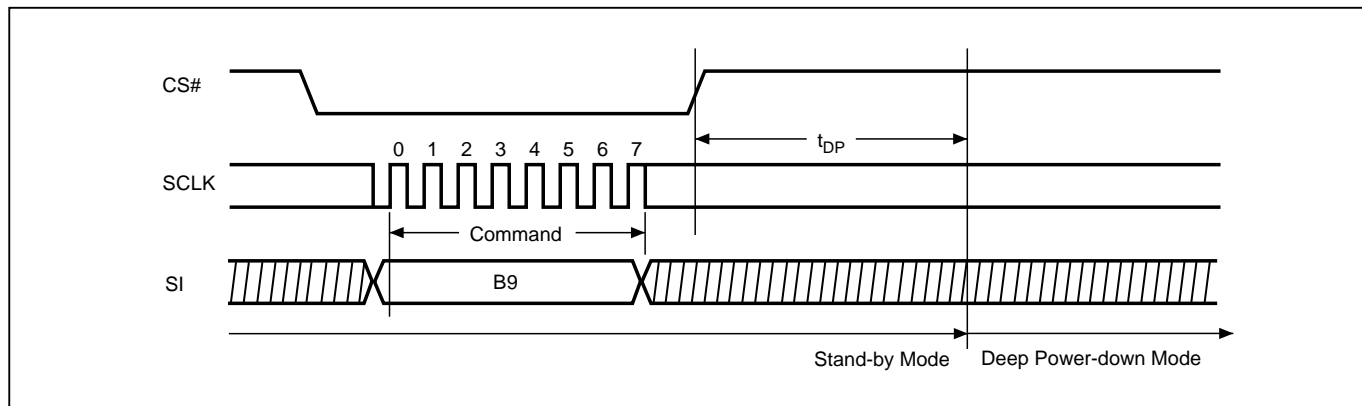 CS#
tDP
0 1 2 3 4 5 6 7
SCLK
Command
SI
B9
Stand-by Mode
Deep Power-down Mode